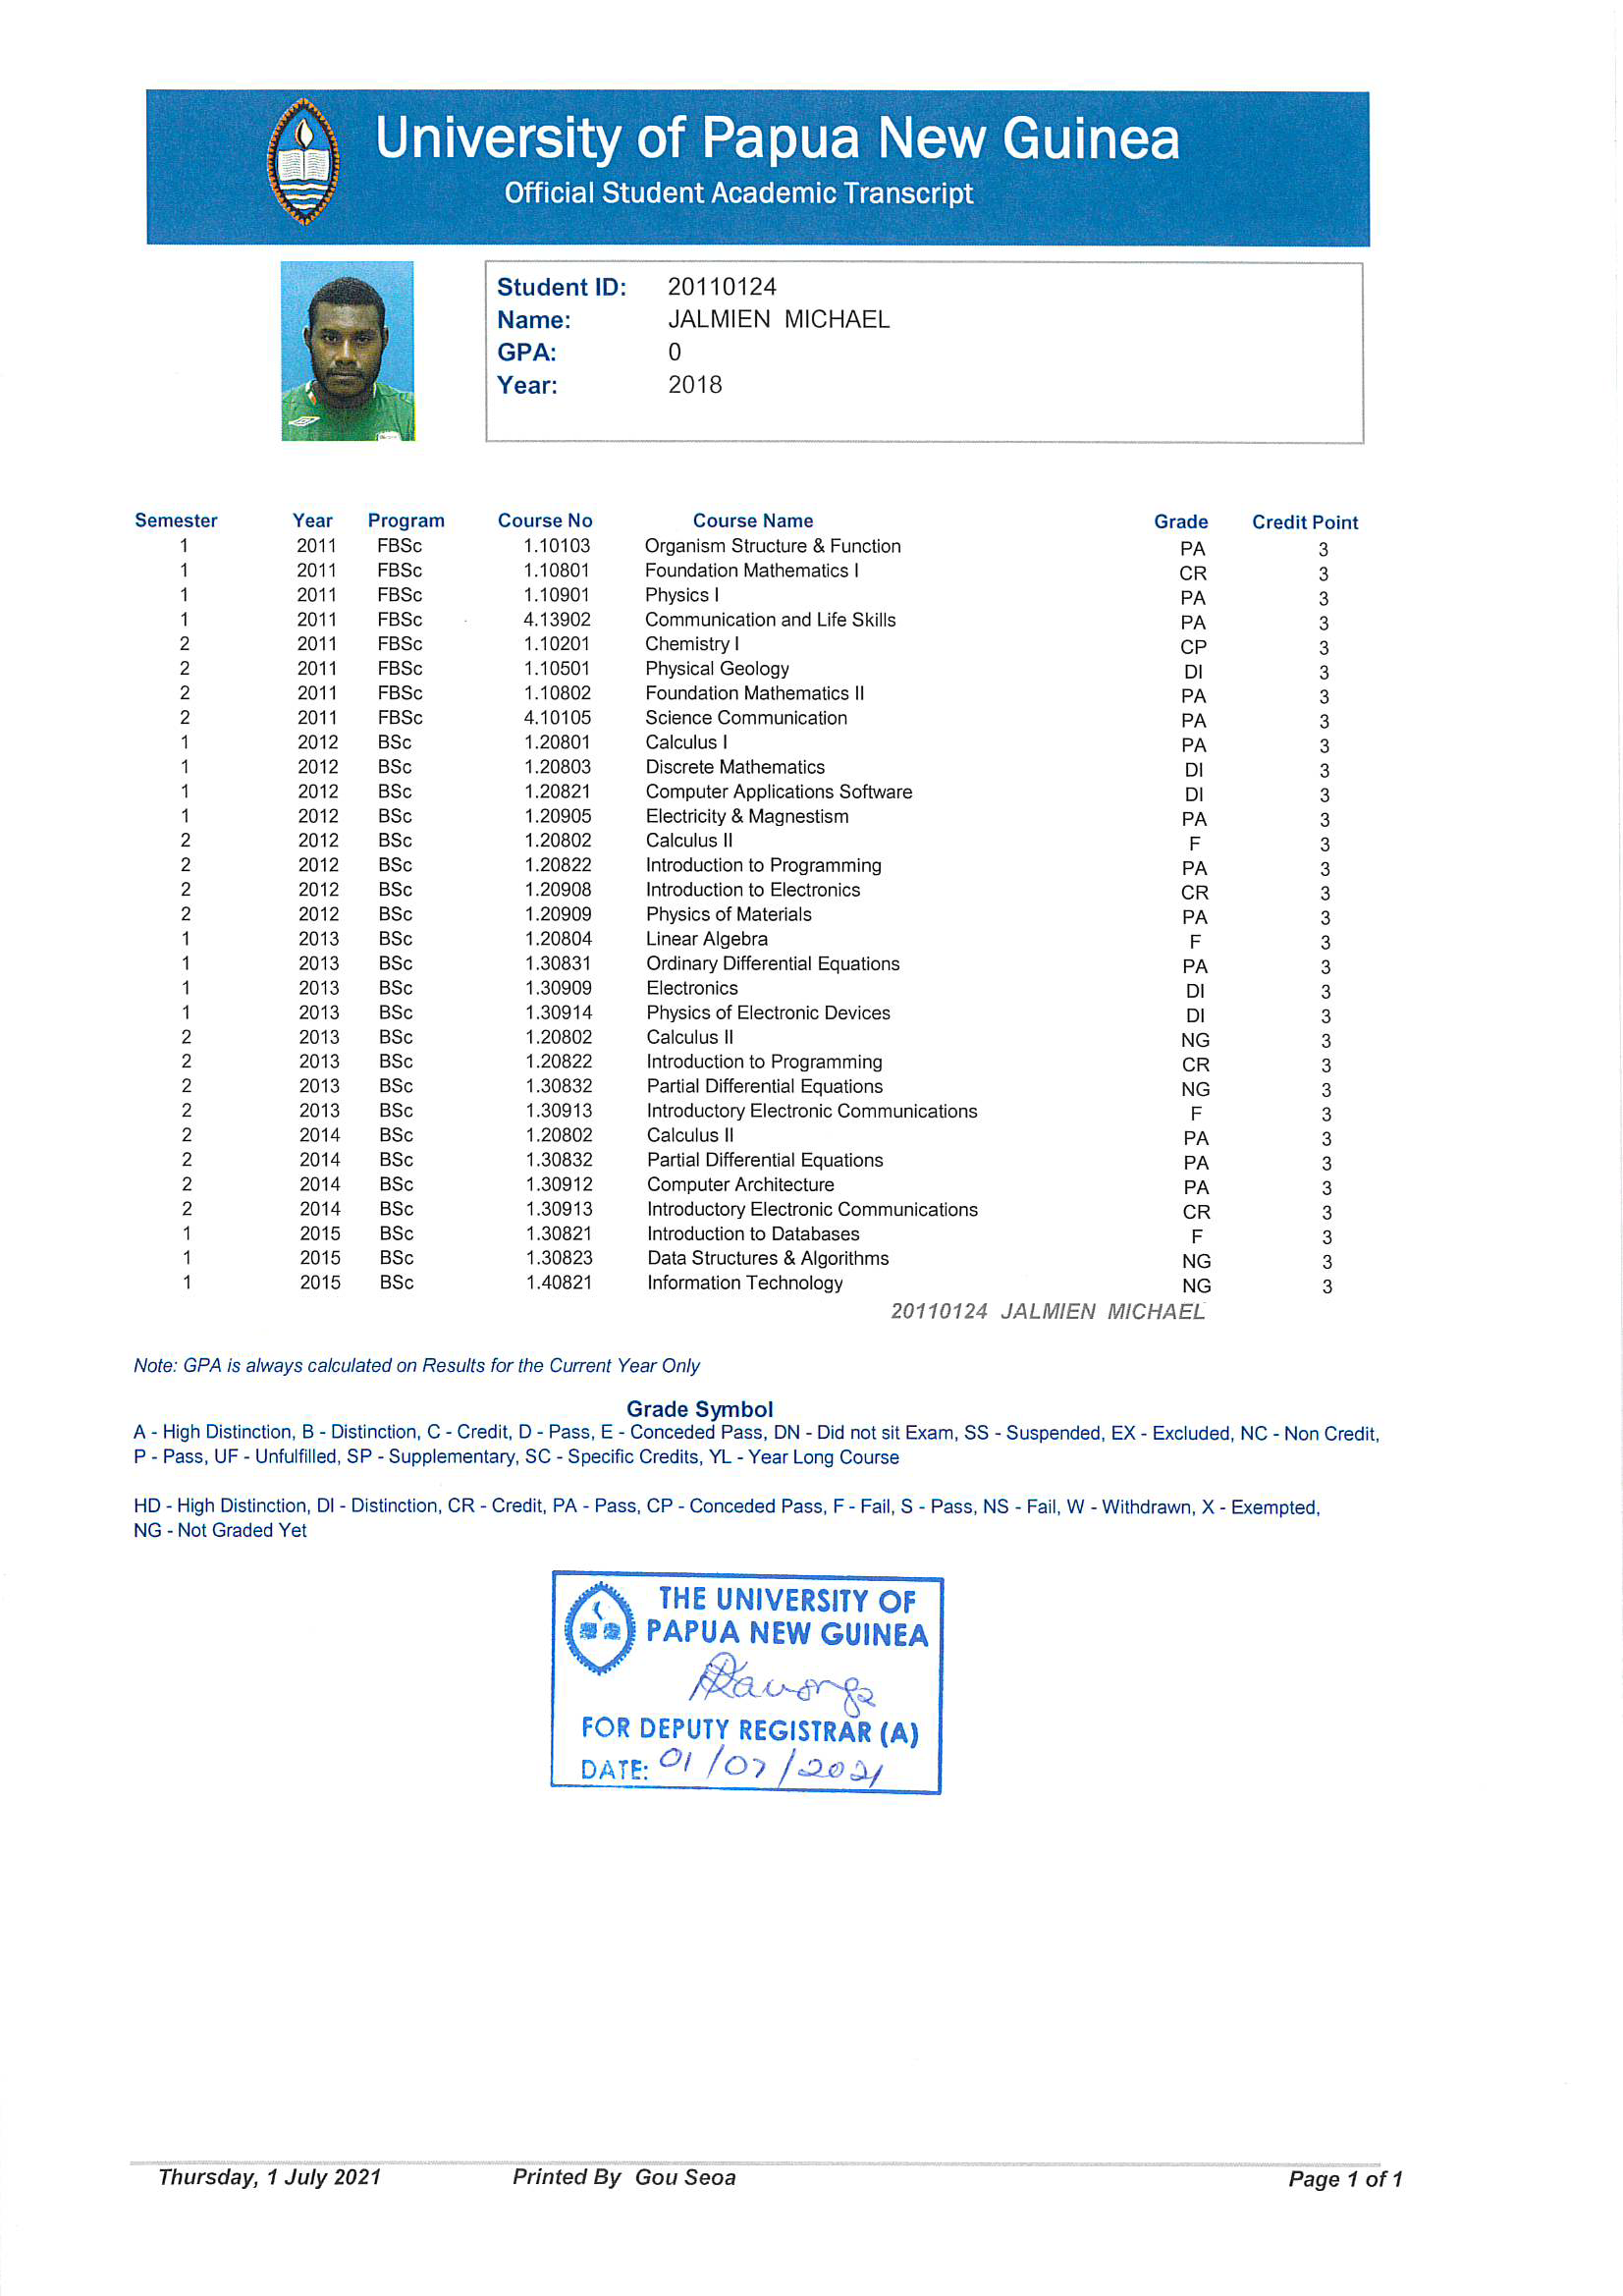 University of Papua New Guinea
Official Student Academic Transcript
Student ID: 20110124
Name: JALMIEN MICHAEL
GPA: 0
Year: 2018
Semester Year Program Course No Course Name Grade Credit Point
1 2011 FBSc 1.10103 Organism Structure & Function PA 3
1 2011 FBSc 1.10801 Foundation Mathematics I CR 3
1 2011 FBSc 1.10901 Physics I PA 3
1 2011 FBSc 4.13902 Communication and Life Skills PA 3
2 2011 FBSc 1.10201 Chemistry I CP 3
2 2011 FBSc 1.10501 Physical Geology DI 3
2 2011 FBSc 1.10802 Foundation Mathematics II PA 3
2 2011 FBSc 4.10105 Science Communication PA 3
1 2012 BSc 1.20801 Calculus I PA 3
1 2012 BSc 1.20803 Discrete Mathematics DI 3
1 2012 BSc 1.20821 Computer Applications Software DI 3
1 2012 BSc 1.20905 Electricity & Magnestism PA 3
2 2012 BSc 1.20802 Calculus II F 3
2 2012 BSc 1.20822 Introduction to Programming PA 3
2 2012 BSc 1.20908 Introduction to Electronics CR 3
2 2012 BSc 1.20909 Physics of Materials PA 3
1 2013 BSc 1.20804 Linear Algebra F 3
1 2013 BSc 1.30831 Ordinary Differential Equations PA 3
1 2013 BSc 1.30909 Electronics DI 3
1 2013 BSc 1.30914 Physics of Electronic Devices DI 3
2 2013 BSc 1.20802 Calculus II NG 3
2 2013 BSc 1.20822 Introduction to Programming CR 3
2 2013 BSc 1.30832 Partial Differential Equations NG 3
2 2013 BSc 1.30913 Introductory Electronic Communications F 3
2 2014 BSc 1.20802 Calculus II PA 3
2 2014 BSc 1.30832 Partial Differential Equations PA 3
2 2014 BSc 1.30912 Computer Architecture PA 3
2 2014 BSc 1.30913 Introductory Electronic Communications CR 3
1 2015 BSc 1.30821 Introduction to Databases F 3
1 2015 BSc 1.30823 Data Structures & Algorithms NG 3
1 2015 BSc 1.40821 Information Technology NG 3
20110124 JALMIEN MICHAEL
Note: GPA is always calculated on Results for the Current Year Only
Grade Symbol
A - High Distinction, B - Distinction, C - Credit, D - Pass, E - Conceded Pass, DN - Did not sit Exam, SS - Suspended, EX - Excluded, NC - Non Credit,
P - Pass, UF - Unfulfilled, SP - Supplementary, SC - Specific Credits, YL - Year Long Course
HD - High Distinction, DI - Distinction, CR - Credit, PA - Pass, CP - Conceded Pass, F - Fail, S - Pass, NS - Fail, W - Withdrawn, X - Exempted,
NG - Not Graded Yet
THE UNIVERSITY OF
PAPUA NEW GUINEA
FOR DEPUTY REGISTRAR (A)
DATE: 01/07/2021
Thursday, 1 July 2021 Printed By Gou Seoa Page 1 of 1